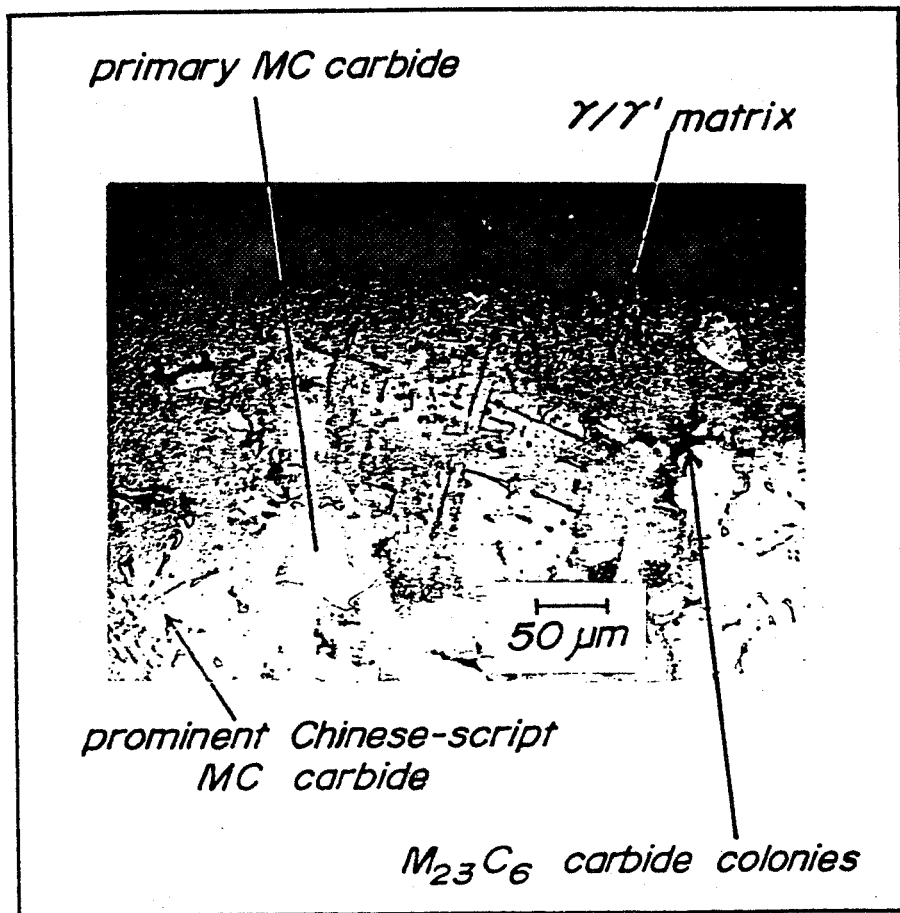 primary MC carbide
γ/γ' matrix
50 µm
prominent Chinese-script
MC carbide
M₂₃C₆ carbide colonies